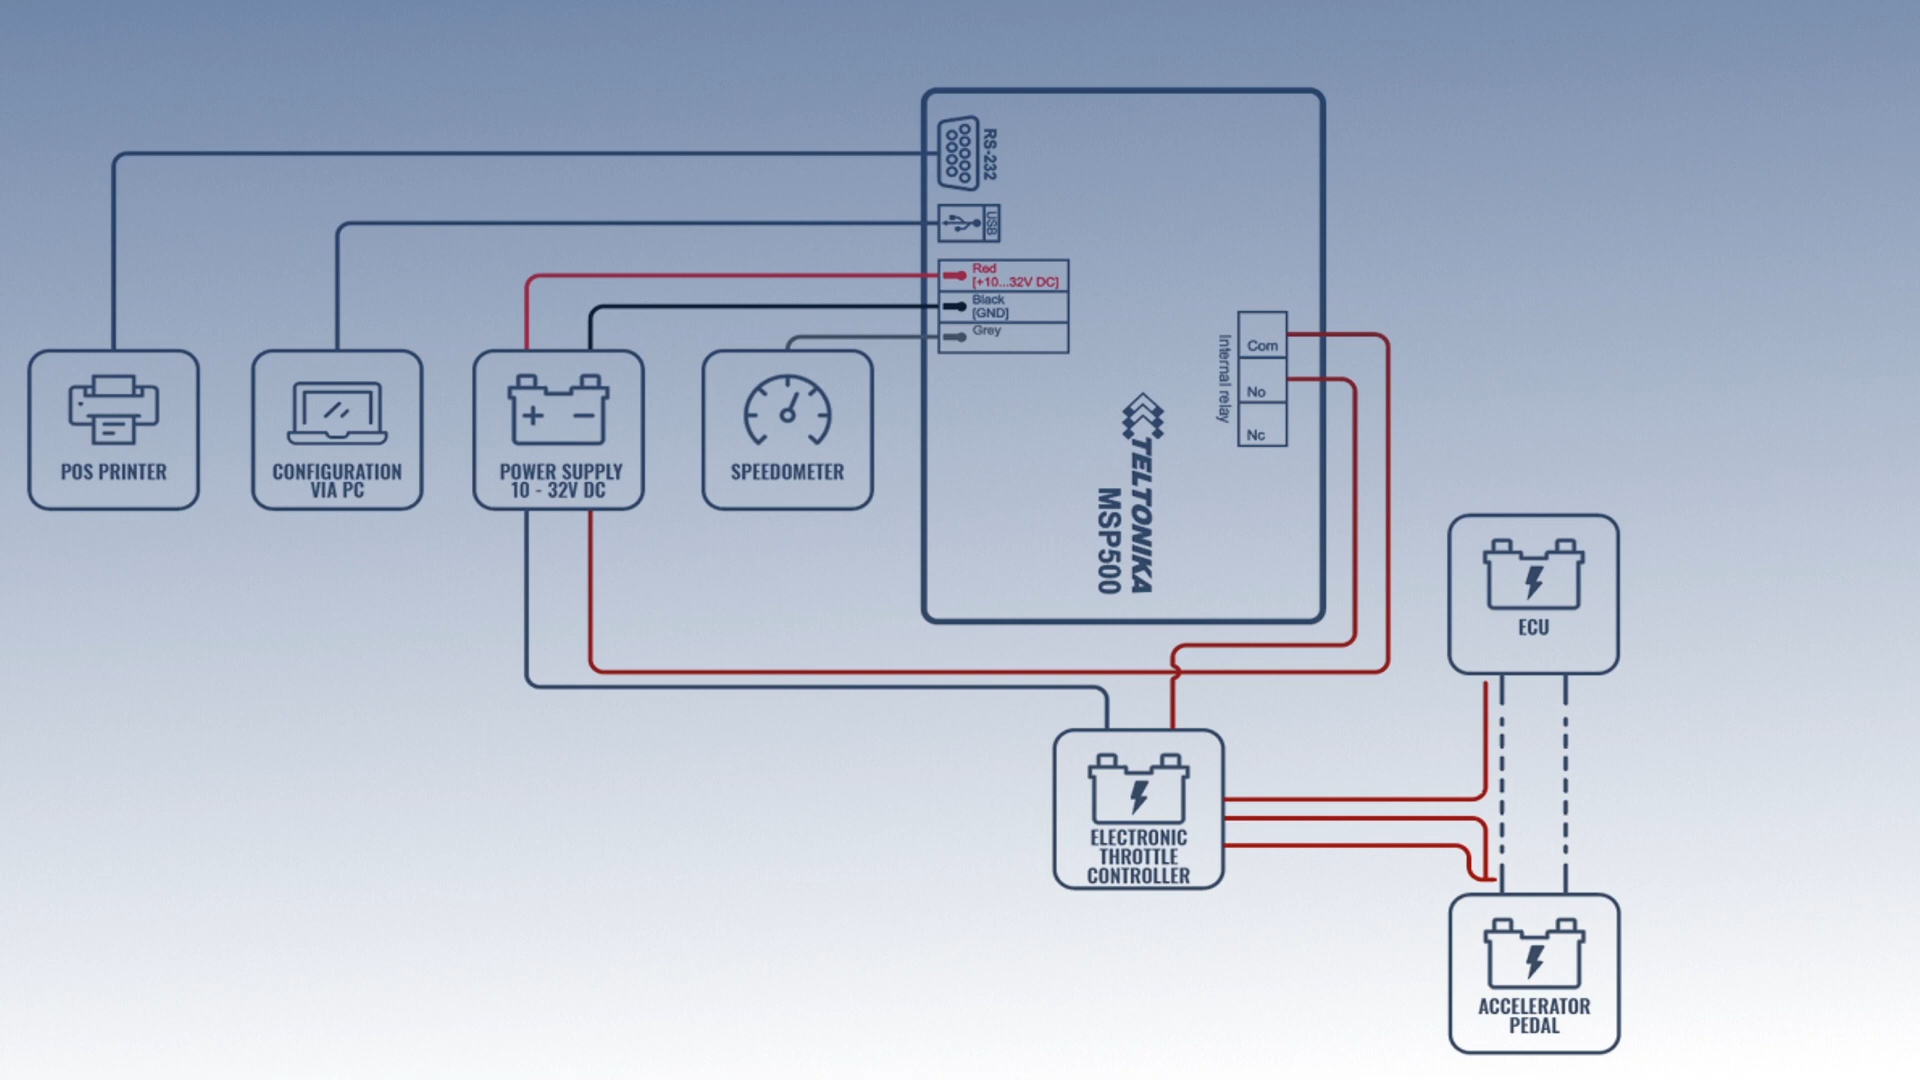 RS-232
USB
Red
[+10...32V DC]
Black
[GND]
Grey
Internal relay
Com
No
Nc
TELTONIKA
MSP500
POS PRINTER
CONFIGURATION
VIA PC
POWER SUPPLY
10 - 32V DC
SPEEDOMETER
ECU
ELECTRONIC
THROTTLE
CONTROLLER
ACCELERATOR
PEDAL